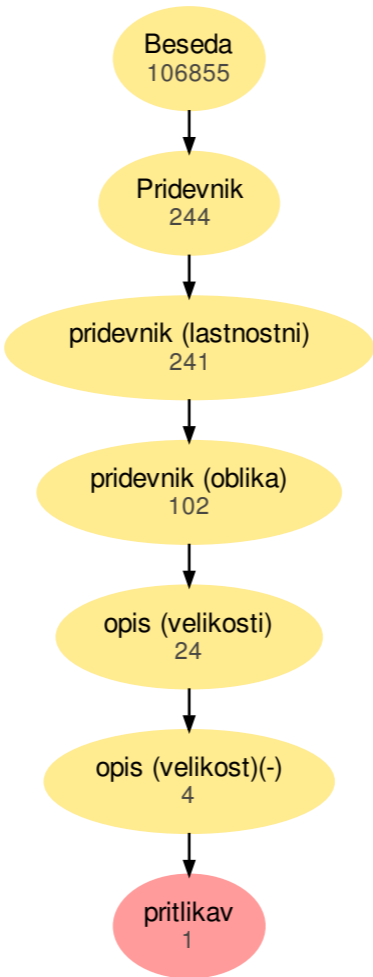 Beseda
106855
Pridevnik
244
pridevnik (lastnostni)
241
pridevnik (oblika)
102
opis (velikosti)
24
opis (velikost)(-)
4
pritlikav
1